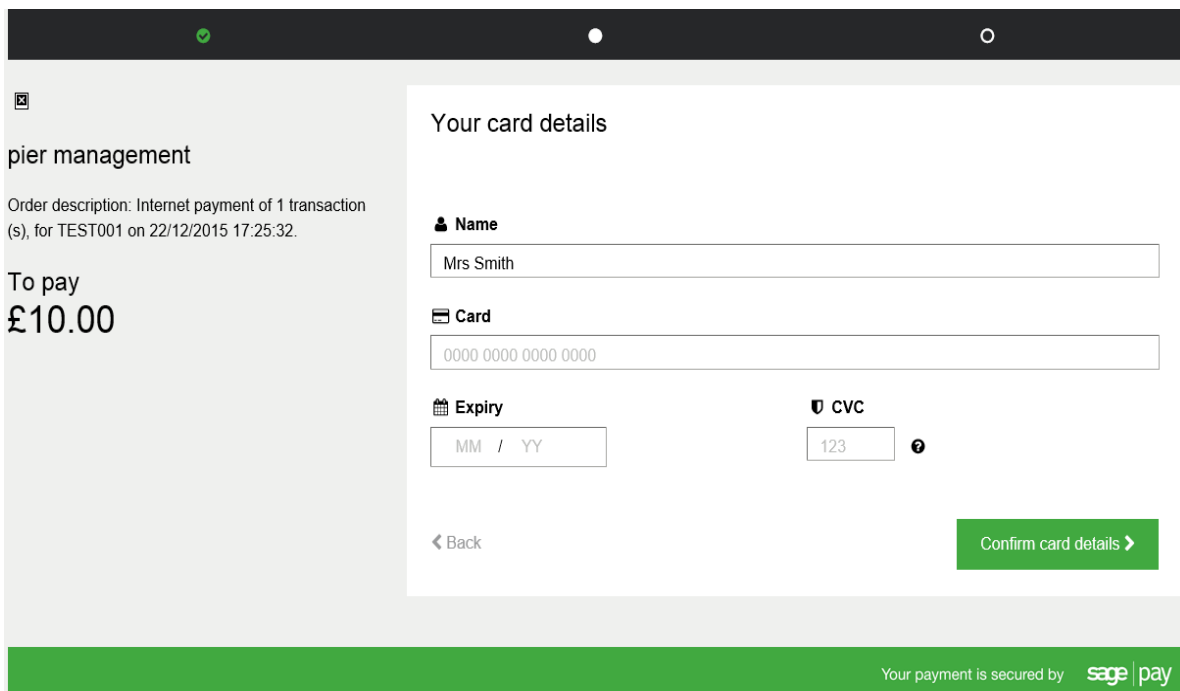 pier management
Order description: Internet payment of 1 transaction
(s), for TEST001 on 22/12/2015 17:25:32.
To pay
£10.00
Your card details
Name
Mrs Smith
Card
0000 0000 0000 0000
Expiry
CVC
MM / YY
123
Back
Confirm card details
Your payment is secured by sage pay